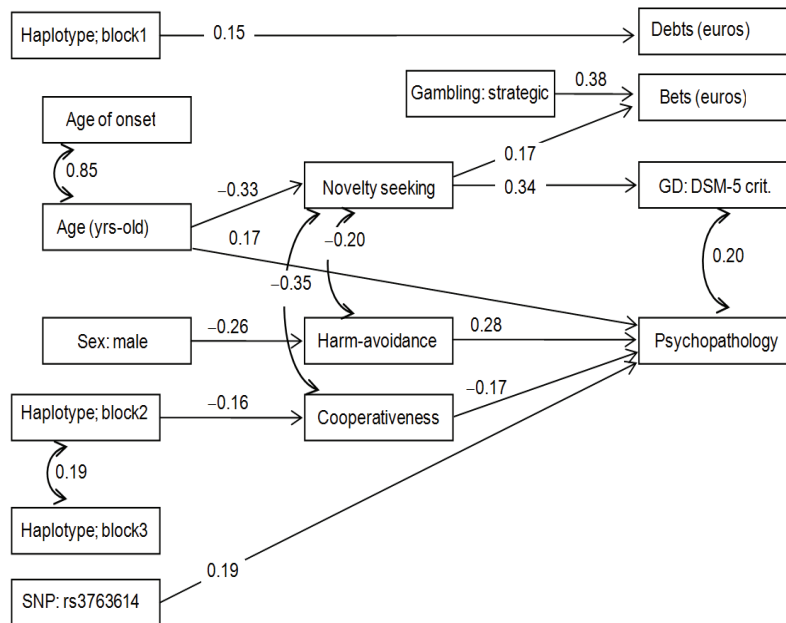 Haplotype; block1
0.15
Debts (euros)
Gambling: strategic
0.38
Bets (euros)
Age of onset
0.85
0.17
−0.33
Novelty seeking
0.34
GD: DSM-5 crit.
Age (yrs-old)
0.17
−0.20
0.20
−0.35
Sex: male
−0.26
Harm-avoidance
0.28
Psychopathology
−0.17
Haplotype; block2
−0.16
Cooperativeness
0.19
Haplotype; block3
0.19
SNP: rs3763614